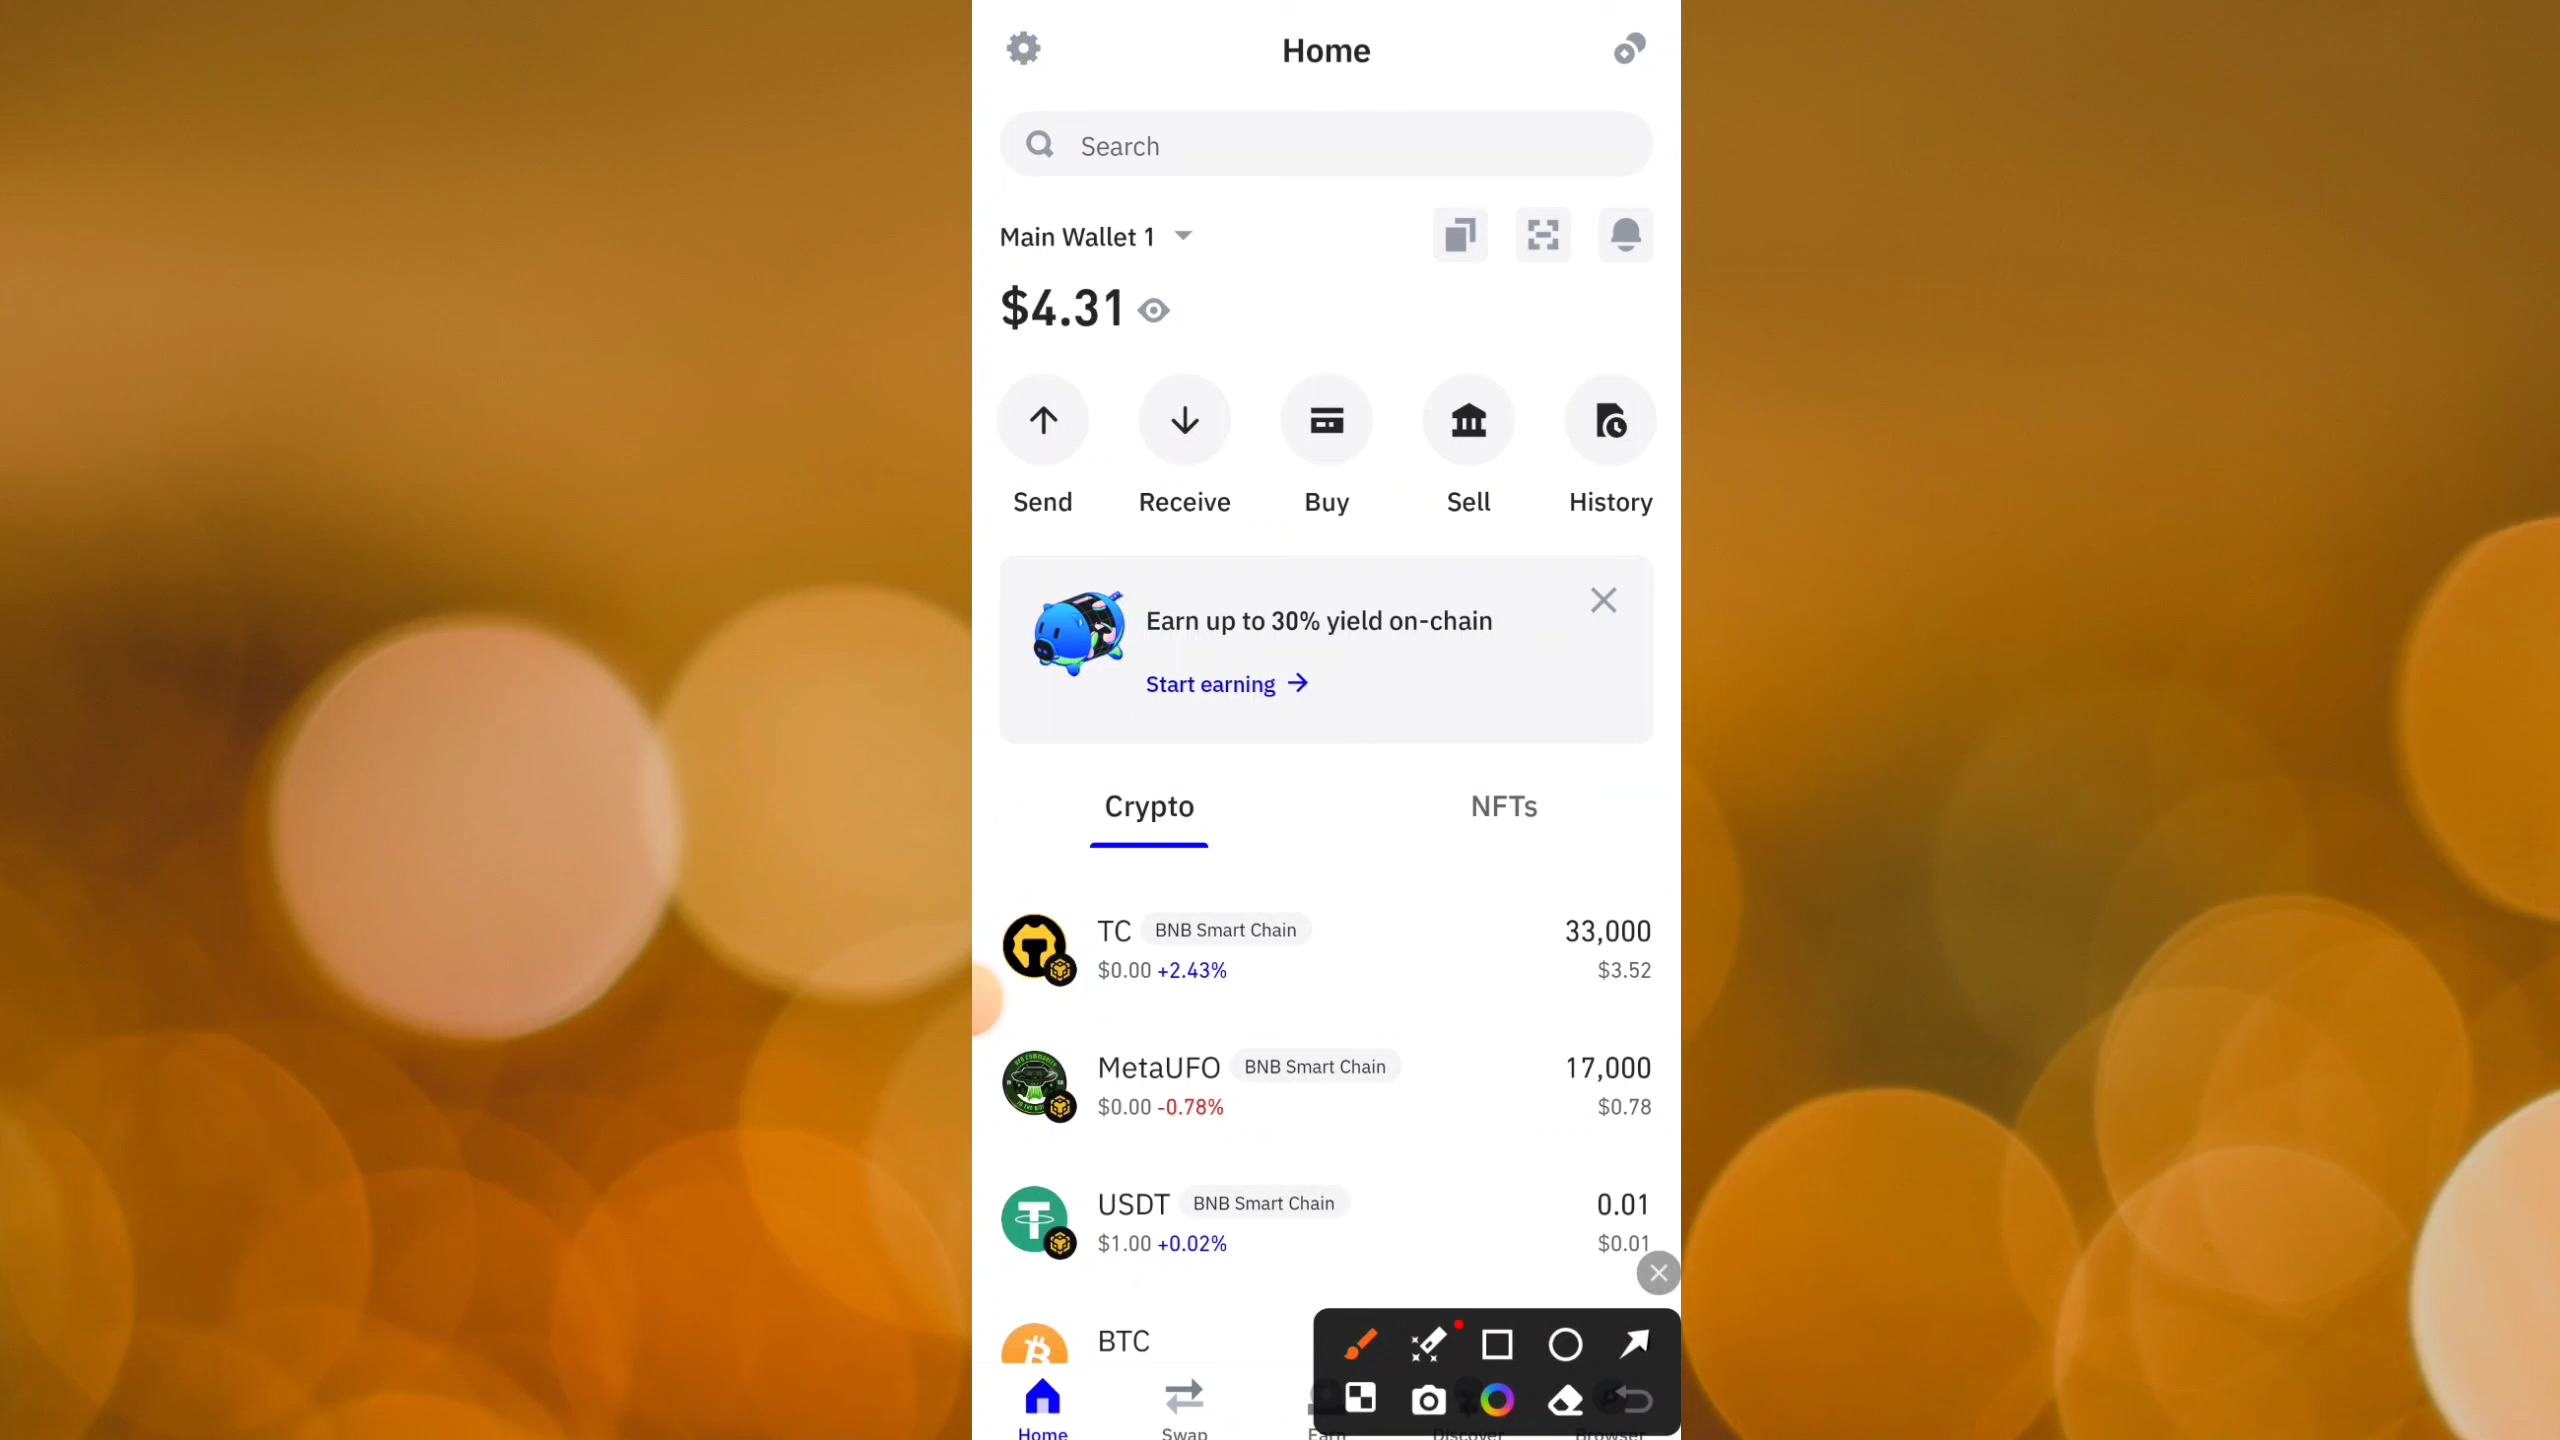 Home
Search
Main Wallet 1
$4.31
Send Receive Buy Sell History
Earn up to 30% yield on-chain
Start earning →
Crypto NFTs
TC BNB Smart Chain 33,000
$0.00 +2.43% $3.52
MetaUFO BNB Smart Chain 17,000
$0.00 -0.78% $0.78
USDT BNB Smart Chain 0.01
$1.00 +0.02% $0.01
BTC
Home Swap Earn Discover Browser